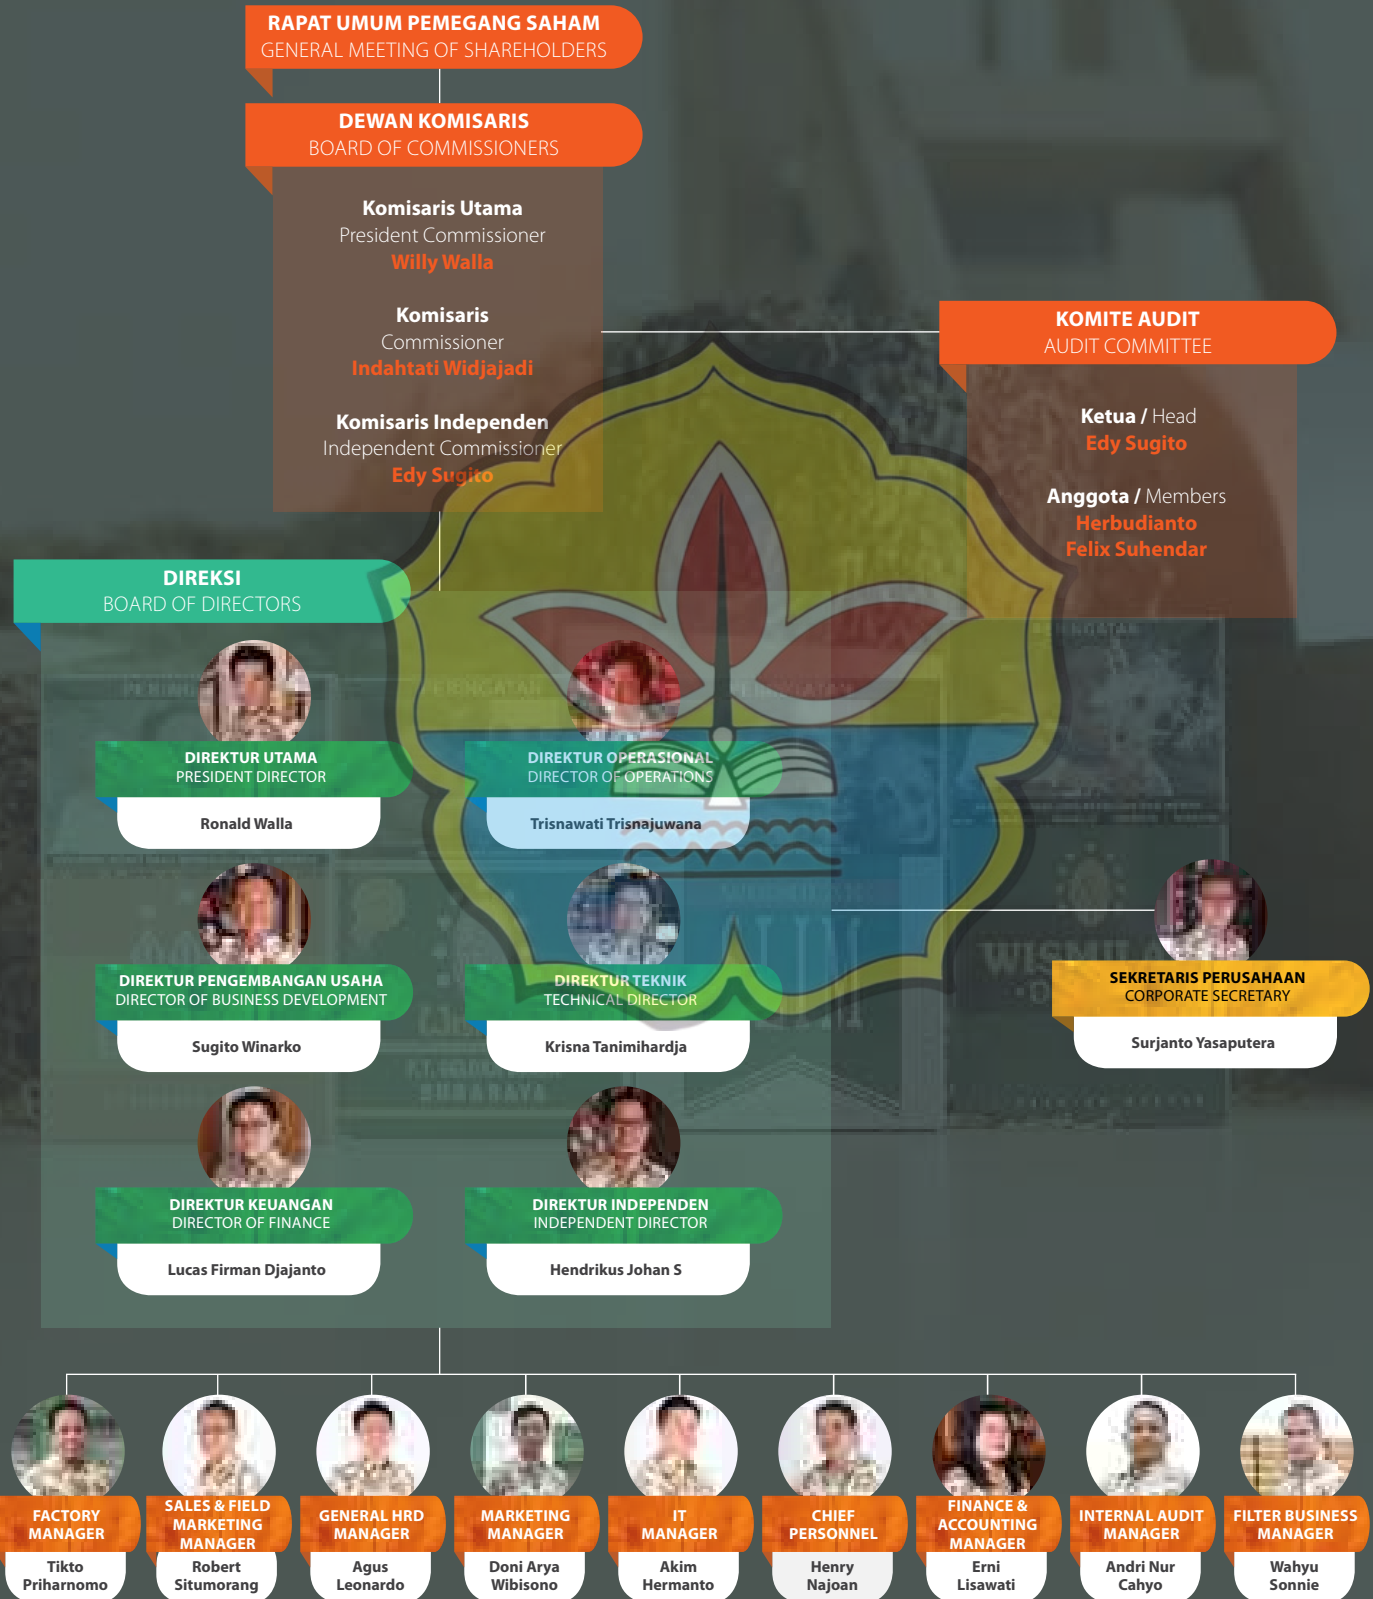 RAPAT UMUM PEMEGANG SAHAM
GENERAL MEETING OF SHAREHOLDERS
DEWAN KOMISARIS
BOARD OF COMMISSIONERS
Komisaris Utama
President Commissioner
Willy Walla
Komisaris
Commissioner
Indahtati Widjajadi
Komisaris Independen
Independent Commissioner
Edy Sugito
KOMITE AUDIT
AUDIT COMMITTEE
Ketua / Head
Edy Sugito
Anggota / Members
Herbudianto
Felix Suhendar
DIREKSI
BOARD OF DIRECTORS
DIREKTUR UTAMA
PRESIDENT DIRECTOR
Ronald Walla
DIREKTUR OPERASIONAL
DIRECTOR OF OPERATIONS
Trisnawati Trisnajuwana
DIREKTUR PENGEMBANGAN USAHA
DIRECTOR OF BUSINESS DEVELOPMENT
Sugito Winarko
DIREKTUR TEKNIK
TECHNICAL DIRECTOR
Krisna Tanimihardja
SEKRETARIS PERUSAHAAN
CORPORATE SECRETARY
Surjanto Yasaputera
DIREKTUR KEUANGAN
DIRECTOR OF FINANCE
Lucas Firman Djajanto
DIREKTUR INDEPENDEN
INDEPENDENT DIRECTOR
Hendrikus Johan S
FACTORY
MANAGER
Tikto
Priharnomo
SALES & FIELD
MARKETING
MANAGER
Robert
Situmorang
GENERAL HRD
MANAGER
Agus
Leonardo
MARKETING
MANAGER
Doni Arya
Wibisono
IT
MANAGER
Akim
Hermanto
CHIEF
PERSONNEL
Henry
Najoan
FINANCE &
ACCOUNTING
MANAGER
Erni
Lisawati
INTERNAL AUDIT
MANAGER
Andri Nur
Cahyo
FILTER BUSINESS
MANAGER
Wahyu
Sonnie